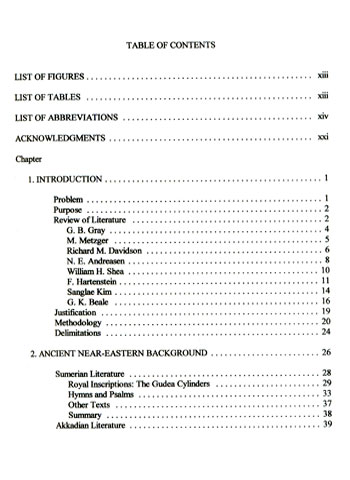 TABLE OF CONTENTS
LIST OF FIGURES . . . . . . . . . . xiii
LIST OF TABLES . . . . . . . . . . xiii
LIST OF ABBREVIATIONS . . . . . . . . . . xiv
ACKNOWLEDGMENTS . . . . . . . . . . xxi
Chapter
1. INTRODUCTION . . . . . . . . . . 1
Problem . . . . . . . . . . 1
Purpose . . . . . . . . . . 2
Review of Literature . . . . . . . . . . 2
G. B. Gray . . . . . . . . . . 4
M. Metzger . . . . . . . . . . 5
Richard M. Davidson . . . . . . . . . . 6
N. E. Andreasen . . . . . . . . . . 8
William H. Shea . . . . . . . . . . 10
F. Hartenstein . . . . . . . . . . 11
Sanglae Kim . . . . . . . . . . 14
G. K. Beale . . . . . . . . . . 16
Justification . . . . . . . . . . 19
Methodology . . . . . . . . . . 20
Delimitations . . . . . . . . . . 24
2. ANCIENT NEAR-EASTERN BACKGROUND . . . . . . . . . . 26
Sumerian Literature . . . . . . . . . . 28
Royal Inscriptions: The Gudea Cylinders . . . . . . . . . . 29
Hymns and Psalms . . . . . . . . . . 33
Other Texts . . . . . . . . . . 37
Summary . . . . . . . . . . 38
Akkadian Literature . . . . . . . . . . 39